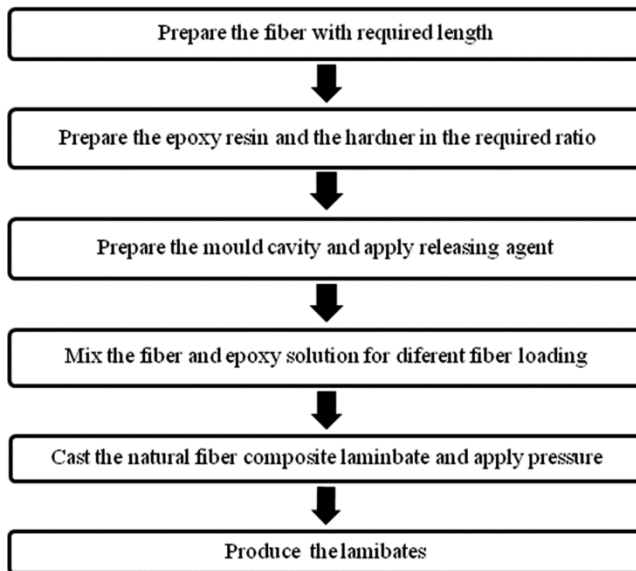 Prepare the fiber with required length
Prepare the epoxy resin and the hardner in the required ratio
Prepare the mould cavity and apply releasing agent
Mix the fiber and epoxy solution for diferent fiber loading
Cast the natural fiber composite laminbate and apply pressure
Produce the lamibates